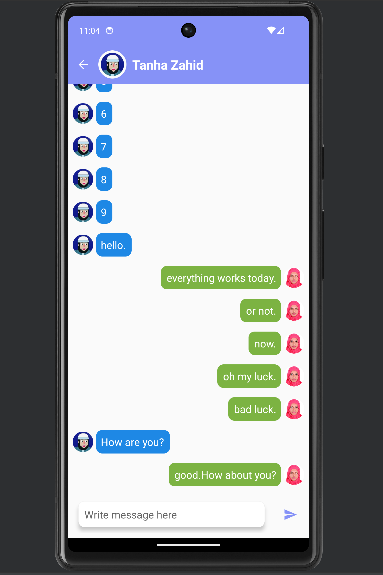 11:04
Tanha Zahid
6
7
8
9
hello.
everything works today.
or not.
now.
oh my luck.
bad luck.
How are you?
good.How about you?
Write message here